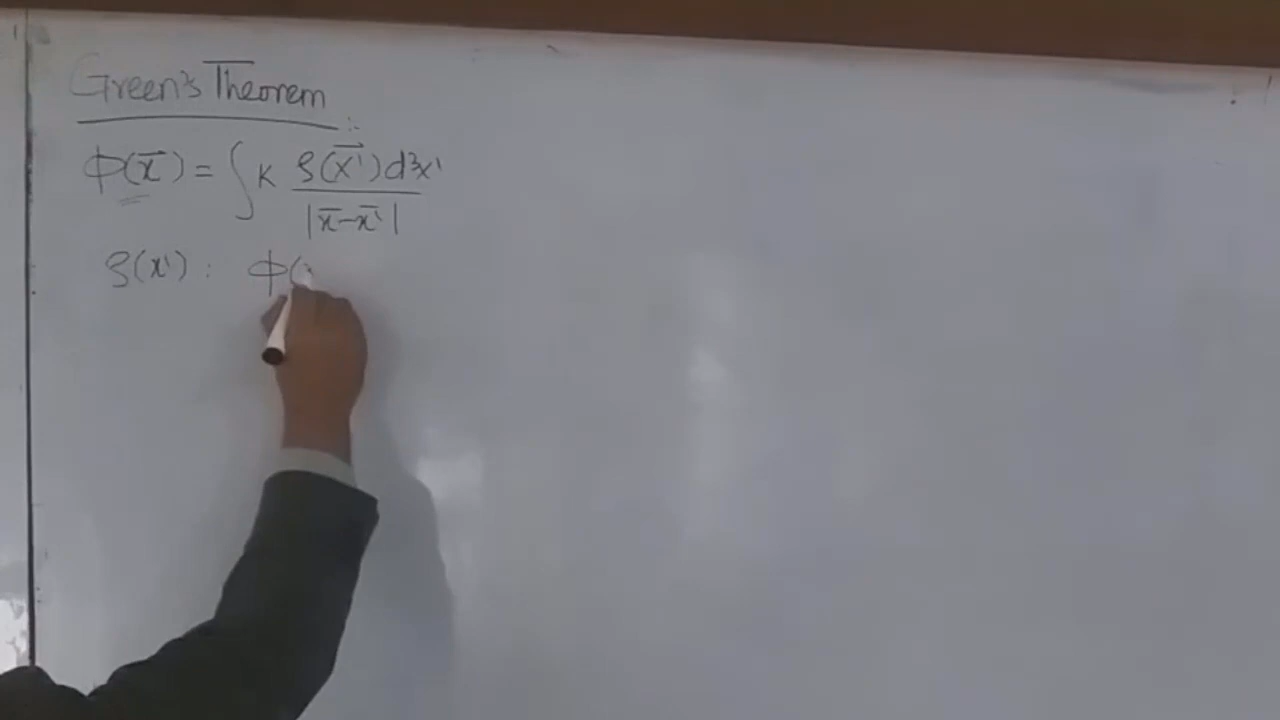 Green's Theorem :-
Φ(x̄) = ∫ K ρ(x⃗') d³x' / |x̄ - x̄'|
ρ(x') : Φ(